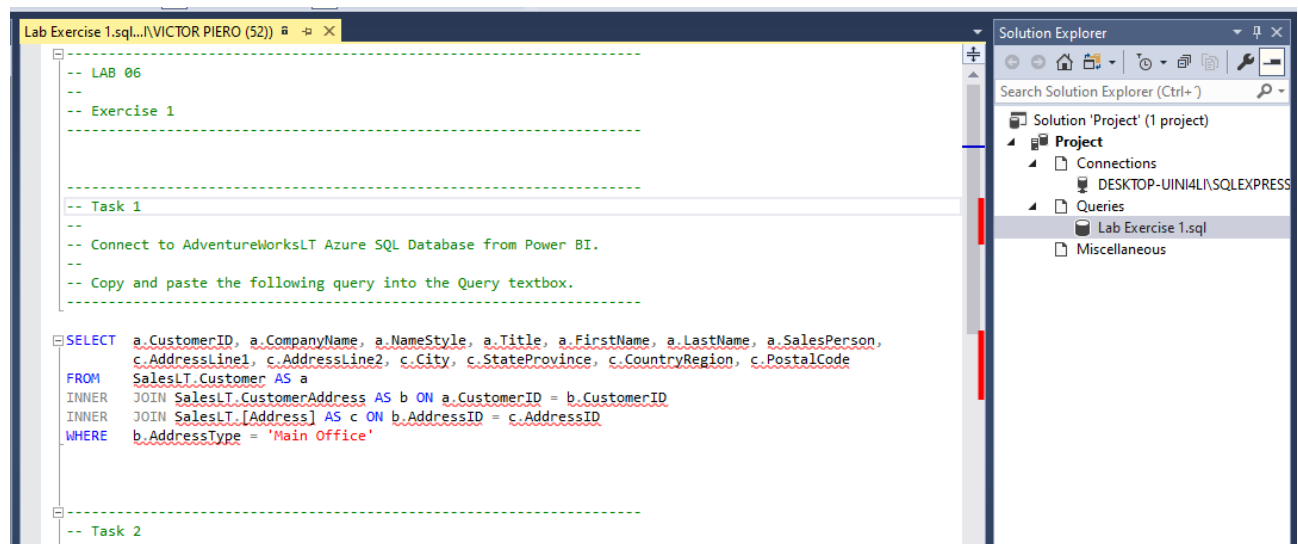 Lab Exercise 1.sql...I\VICTOR PIERO (52))
------------------------------------------------------------------------
-- LAB 06
--
-- Exercise 1
------------------------------------------------------------------------
------------------------------------------------------------------------
-- Task 1
--
-- Connect to AdventureWorksLT Azure SQL Database from Power BI.
--
-- Copy and paste the following query into the Query textbox.
------------------------------------------------------------------------
SELECT a.CustomerID, a.CompanyName, a.NameStyle, a.Title, a.FirstName, a.LastName, a.SalesPerson,
c.AddressLine1, c.AddressLine2, c.City, c.StateProvince, c.CountryRegion, c.PostalCode
FROM SalesLT.Customer AS a
INNER JOIN SalesLT.CustomerAddress AS b ON a.CustomerID = b.CustomerID
INNER JOIN SalesLT.[Address] AS c ON b.AddressID = c.AddressID
WHERE b.AddressType = 'Main Office'
------------------------------------------------------------------------
-- Task 2
Solution Explorer
Search Solution Explorer (Ctrl+´)
Solution 'Project' (1 project)
Project
Connections
DESKTOP-UINI4LI\SQLEXPRESS
Queries
Lab Exercise 1.sql
Miscellaneous